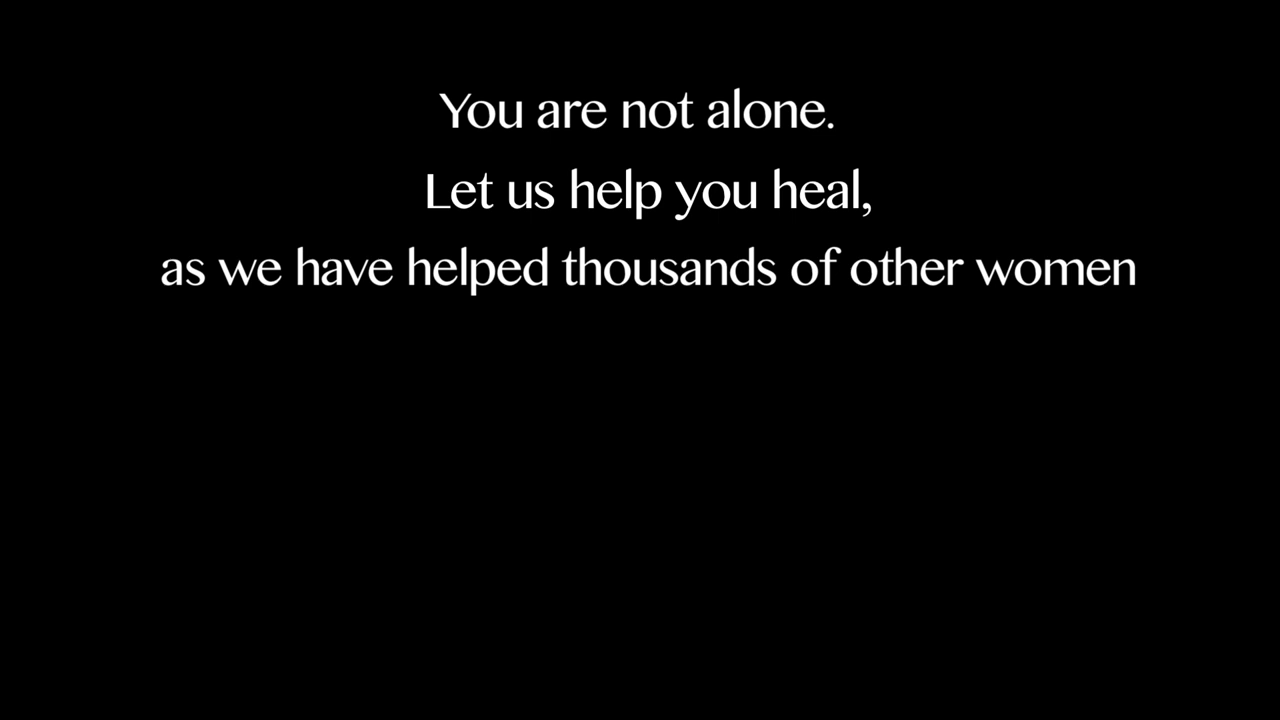 You are not alone.
Let us help you heal,
as we have helped thousands of other women